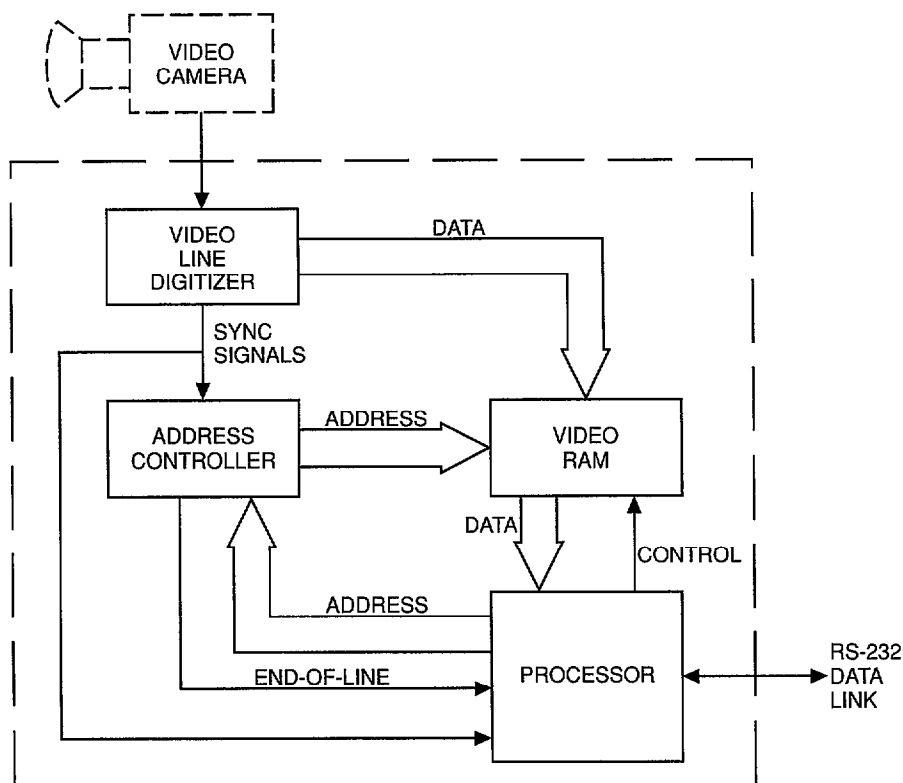 VIDEO
CAMERA
VIDEO
LINE
DIGITIZER
DATA
SYNC
SIGNALS
ADDRESS
CONTROLLER
ADDRESS
VIDEO
RAM
DATA
CONTROL
ADDRESS
END-OF-LINE
PROCESSOR
RS-232
DATA
LINK